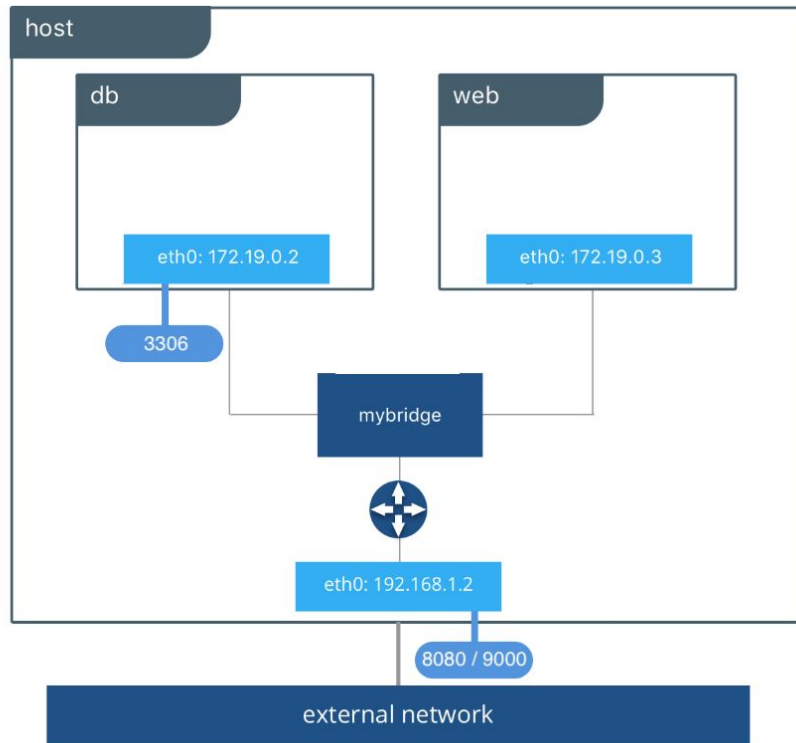 host
db
web
eth0: 172.19.0.2
eth0: 172.19.0.3
3306
mybridge
eth0: 192.168.1.2
8080 / 9000
external network